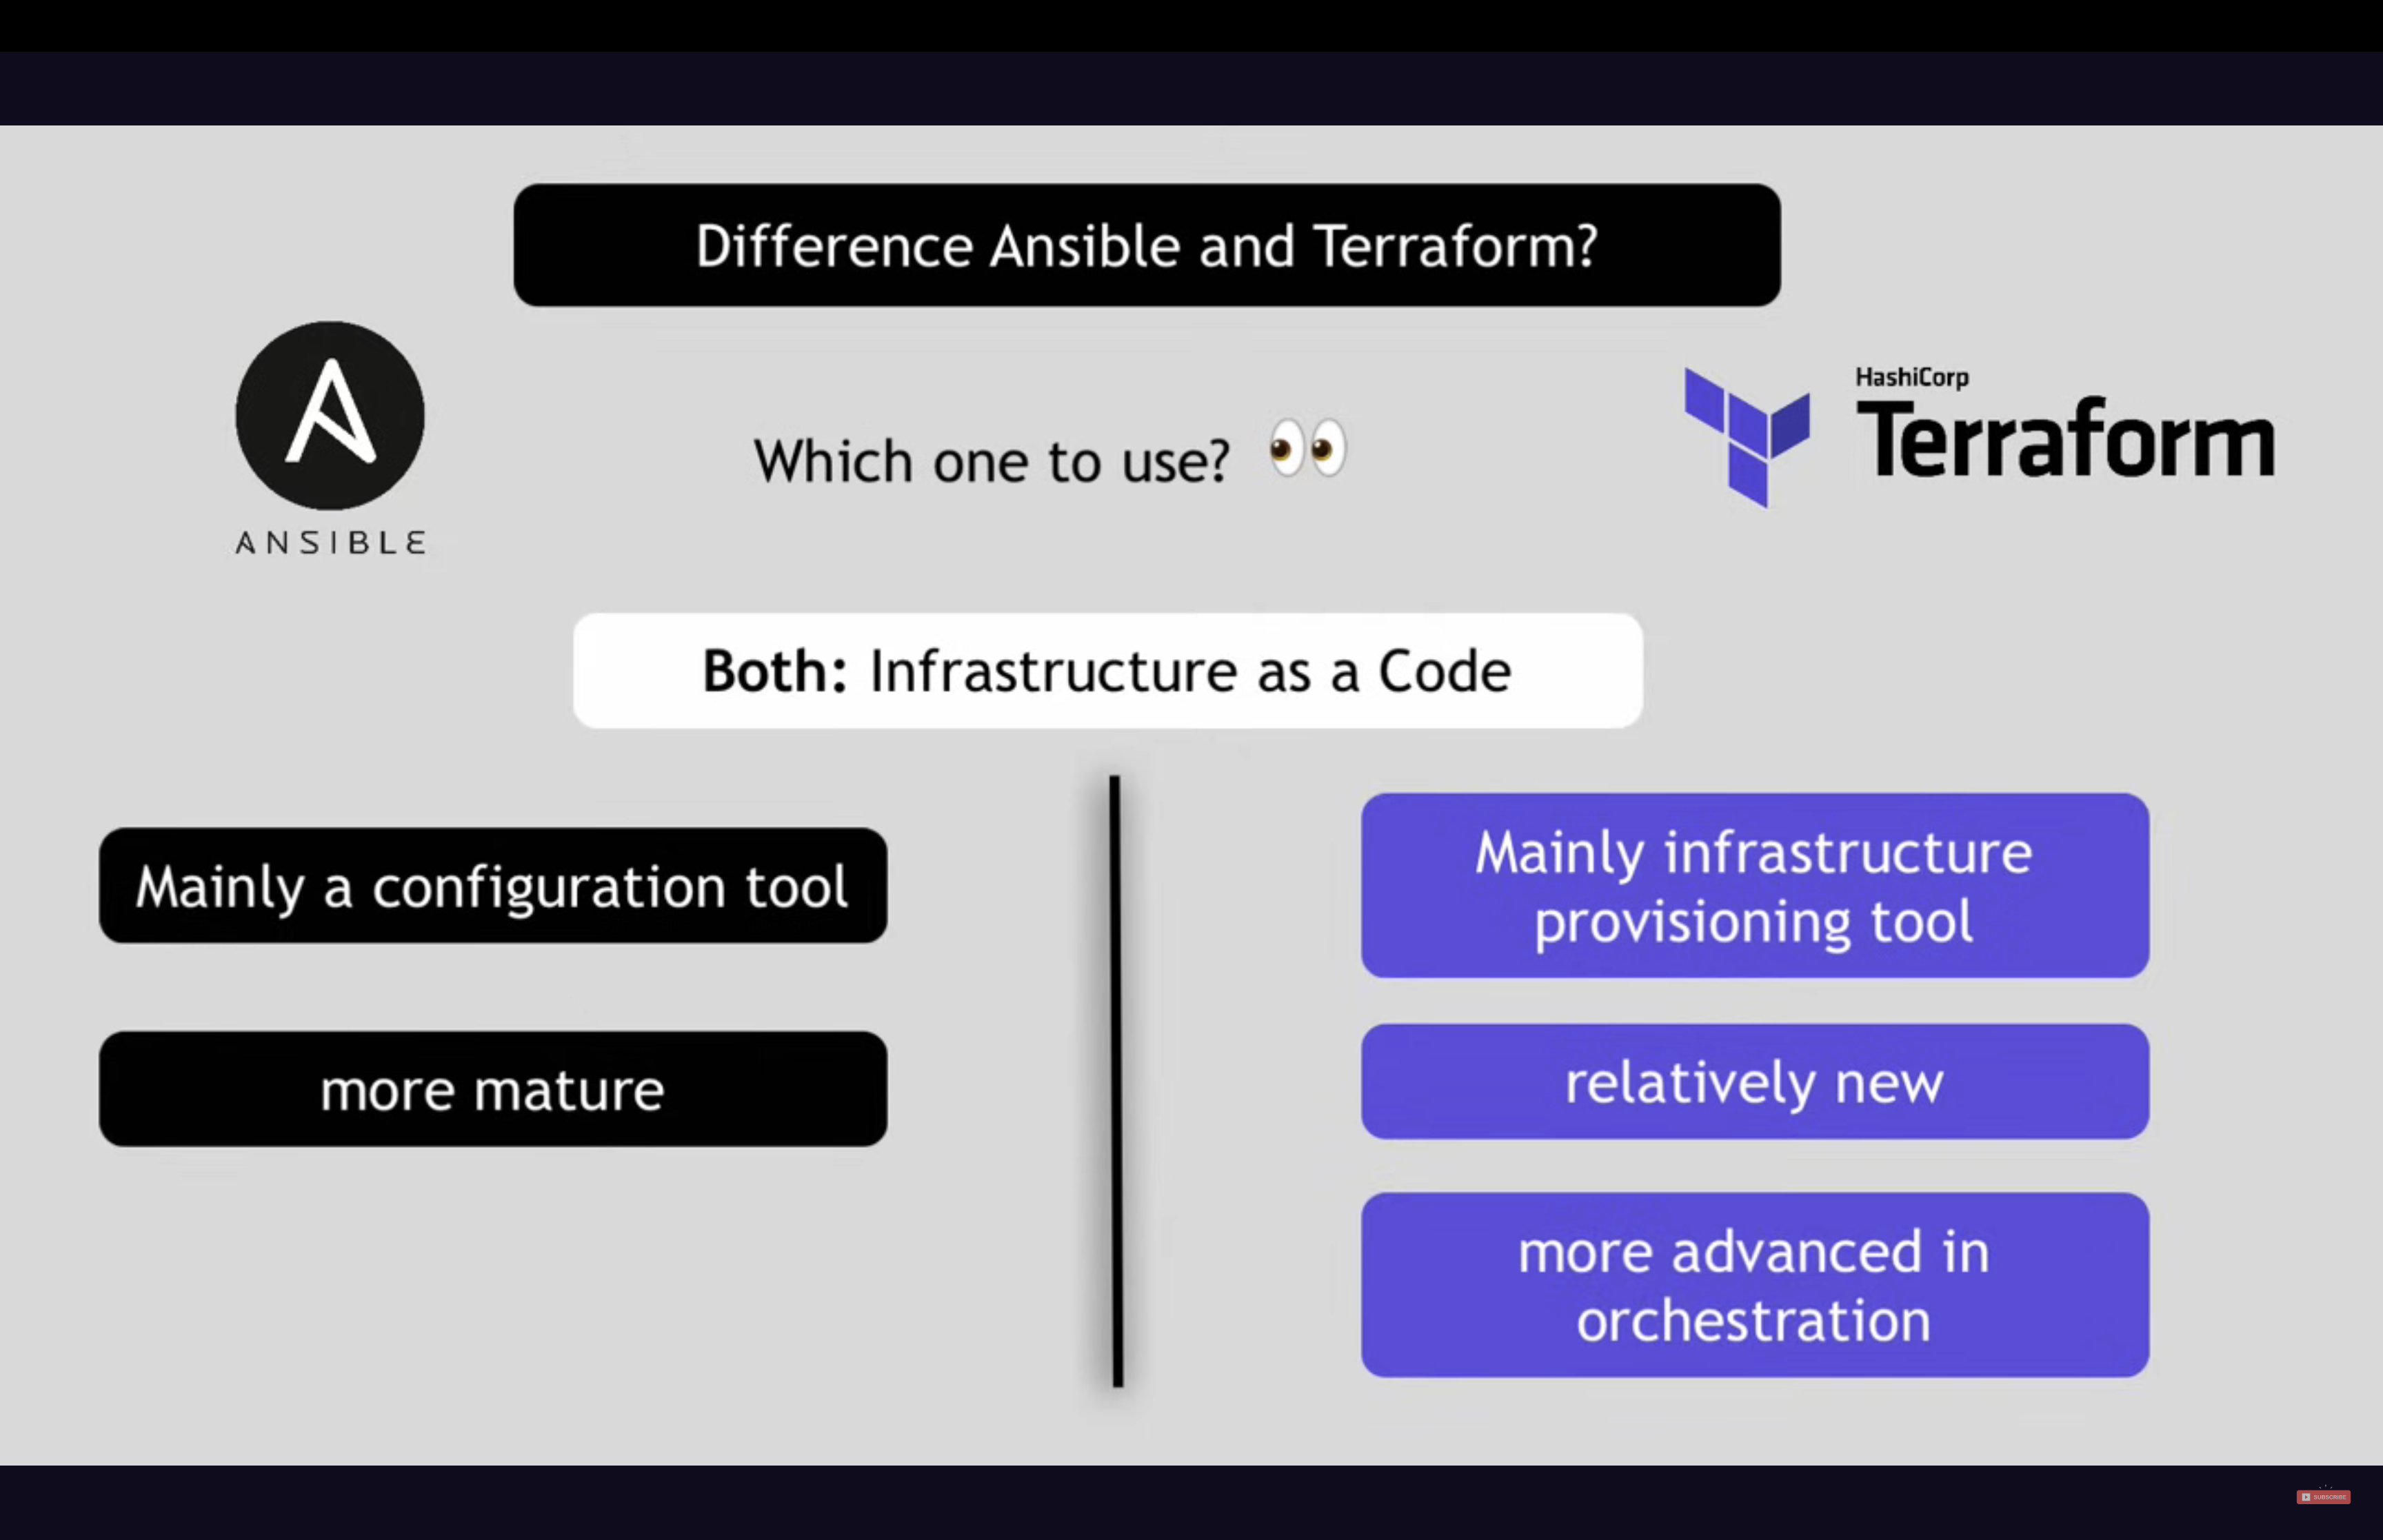 Difference Ansible and Terraform?
ANSIBLE
Which one to use? 👀
HashiCorp
Terraform
Both: Infrastructure as a Code
Mainly a configuration tool
more mature
Mainly infrastructure
provisioning tool
relatively new
more advanced in
orchestration
SUBSCRIBE